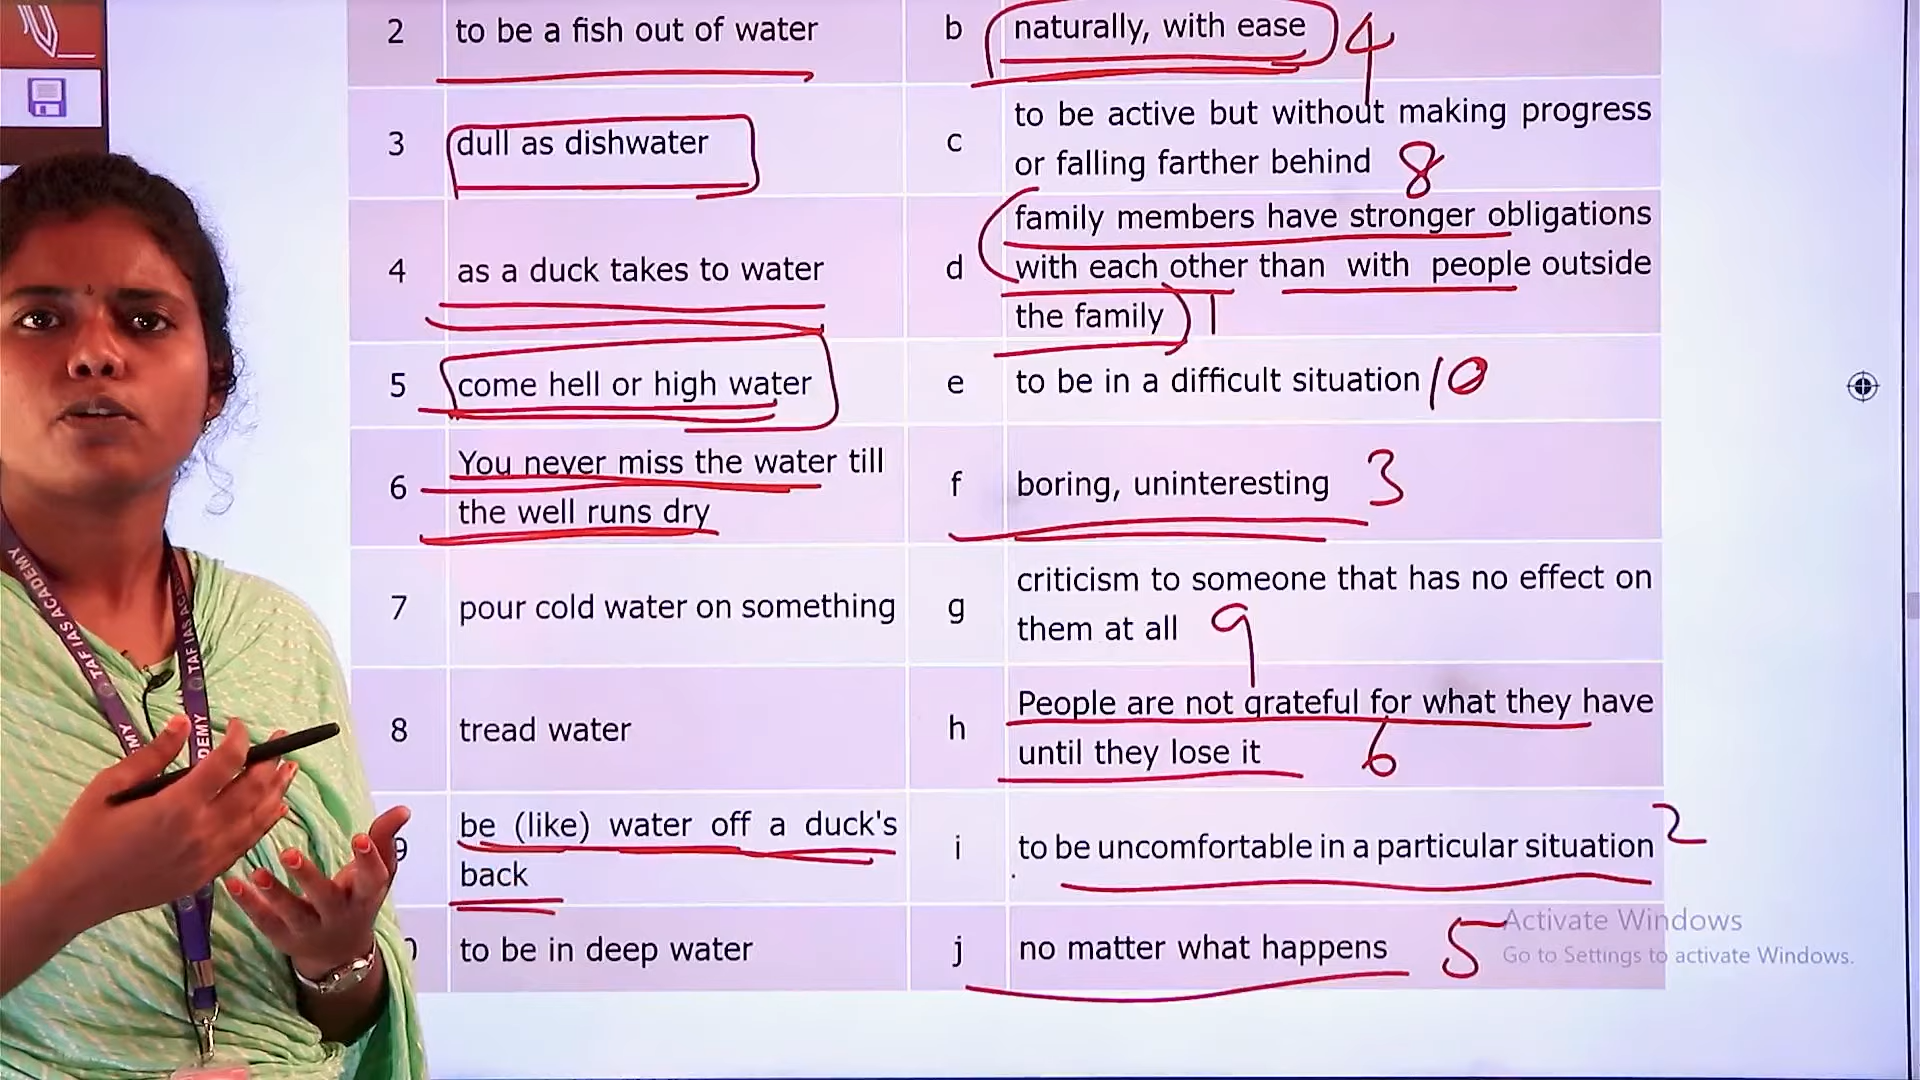 2 to be a fish out of water b naturally, with ease 4
3 dull as dishwater c to be active but without making progress
or falling farther behind 8
4 as a duck takes to water d family members have stronger obligations
with each other than with people outside
the family 1
5 come hell or high water e to be in a difficult situation 10
6 You never miss the water till
the well runs dry f boring, uninteresting 3
7 pour cold water on something g criticism to someone that has no effect on
them at all 9
8 tread water h People are not grateful for what they have
until they lose it 6
9 be (like) water off a duck's
back i to be uncomfortable in a particular situation 2
to be in deep water j no matter what happens 5
Activate Windows
Go to Settings to activate Windows.
TAF IAS ACADEMY
TAF IAS ACA
DEMY